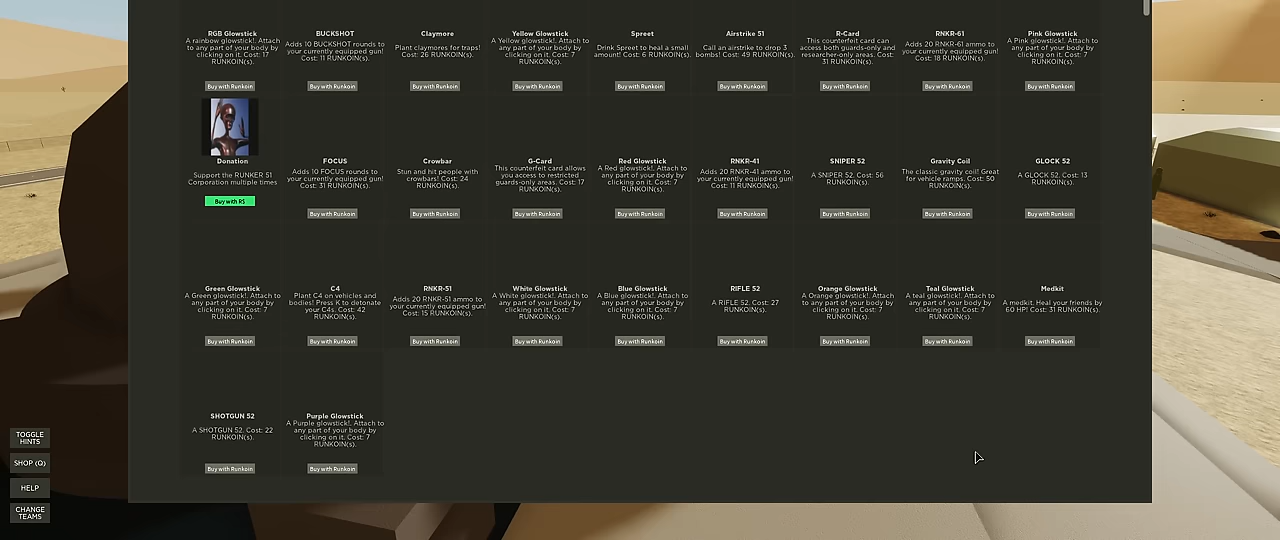 RGB Glowstick
A rainbow glowstick!. Attach
to any part of your body by
clicking on it. Cost: 17
RUNKOIN(s).
Buy with Runkoin
BUCKSHOT
Adds 10 BUCKSHOT rounds to
your currently equipped gun!
Cost: 11 RUNKOIN(s).
Buy with Runkoin
Claymore
Plant claymores for traps!
Cost: 26 RUNKOIN(s).
Buy with Runkoin
Yellow Glowstick
A Yellow glowstick!. Attach to
any part of your body by
clicking on it. Cost: 7
RUNKOIN(s).
Buy with Runkoin
Spreet
Drink Spreet to heal a small
amount! Cost: 6 RUNKOIN(s).
Buy with Runkoin
Airstrike 51
Call an airstrike to drop 3
bombs! Cost: 49 RUNKOIN(s).
Buy with Runkoin
R-Card
This counterfeit card can
access both guards-only and
researcher-only areas. Cost:
31 RUNKOIN(s).
Buy with Runkoin
RNKR-61
Adds 20 RNKR-61 ammo to
your currently equipped gun!
Cost: 18 RUNKOIN(s).
Buy with Runkoin
Pink Glowstick
A Pink glowstick!. Attach to
any part of your body by
clicking on it. Cost: 7
RUNKOIN(s).
Buy with Runkoin
Donation
Support the RUNKER 51
Corporation multiple times
Buy with R$
FOCUS
Adds 10 FOCUS rounds to
your currently equipped gun!
Cost: 31 RUNKOIN(s).
Buy with Runkoin
Crowbar
Stun and hit people with
crowbars! Cost: 24
RUNKOIN(s).
Buy with Runkoin
G-Card
This counterfeit card allows
you access to restricted
guards-only areas. Cost: 17
RUNKOIN(s).
Buy with Runkoin
Red Glowstick
A Red glowstick!. Attach to
any part of your body by
clicking on it. Cost: 7
RUNKOIN(s).
Buy with Runkoin
RNKR-41
Adds 20 RNKR-41 ammo to
your currently equipped gun!
Cost: 11 RUNKOIN(s).
Buy with Runkoin
SNIPER 52
A SNIPER 52. Cost: 56
RUNKOIN(s).
Buy with Runkoin
Gravity Coil
The classic gravity coil! Great
for vehicle ramps. Cost: 50
RUNKOIN(s).
Buy with Runkoin
GLOCK 52
A GLOCK 52. Cost: 13
RUNKOIN(s).
Buy with Runkoin
Green Glowstick
A Green glowstick!. Attach to
any part of your body by
clicking on it. Cost: 7
RUNKOIN(s).
Buy with Runkoin
C4
Plant C4 on vehicles and
bodies! Press K to detonate
your C4s. Cost: 42
RUNKOIN(s).
Buy with Runkoin
RNKR-51
Adds 20 RNKR-51 ammo to
your currently equipped gun!
Cost: 15 RUNKOIN(s).
Buy with Runkoin
White Glowstick
A White glowstick!. Attach to
any part of your body by
clicking on it. Cost: 7
RUNKOIN(s).
Buy with Runkoin
Blue Glowstick
A Blue glowstick!. Attach to
any part of your body by
clicking on it. Cost: 7
RUNKOIN(s).
Buy with Runkoin
RIFLE 52
A RIFLE 52. Cost: 27
RUNKOIN(s).
Buy with Runkoin
Orange Glowstick
A Orange glowstick!. Attach
to any part of your body by
clicking on it. Cost: 7
RUNKOIN(s).
Buy with Runkoin
Teal Glowstick
A teal glowstick!. Attach to
any part of your body by
clicking on it. Cost: 7
RUNKOIN(s).
Buy with Runkoin
Medkit
A medkit. Heal your friends by
60 HP! Cost: 31 RUNKOIN(s).
Buy with Runkoin
SHOTGUN 52
A SHOTGUN 52. Cost: 22
RUNKOIN(s).
Buy with Runkoin
Purple Glowstick
A Purple glowstick!. Attach to
any part of your body by
clicking on it. Cost: 7
RUNKOIN(s).
Buy with Runkoin
TOGGLE
HINTS
SHOP (Q)
HELP
CHANGE
TEAMS